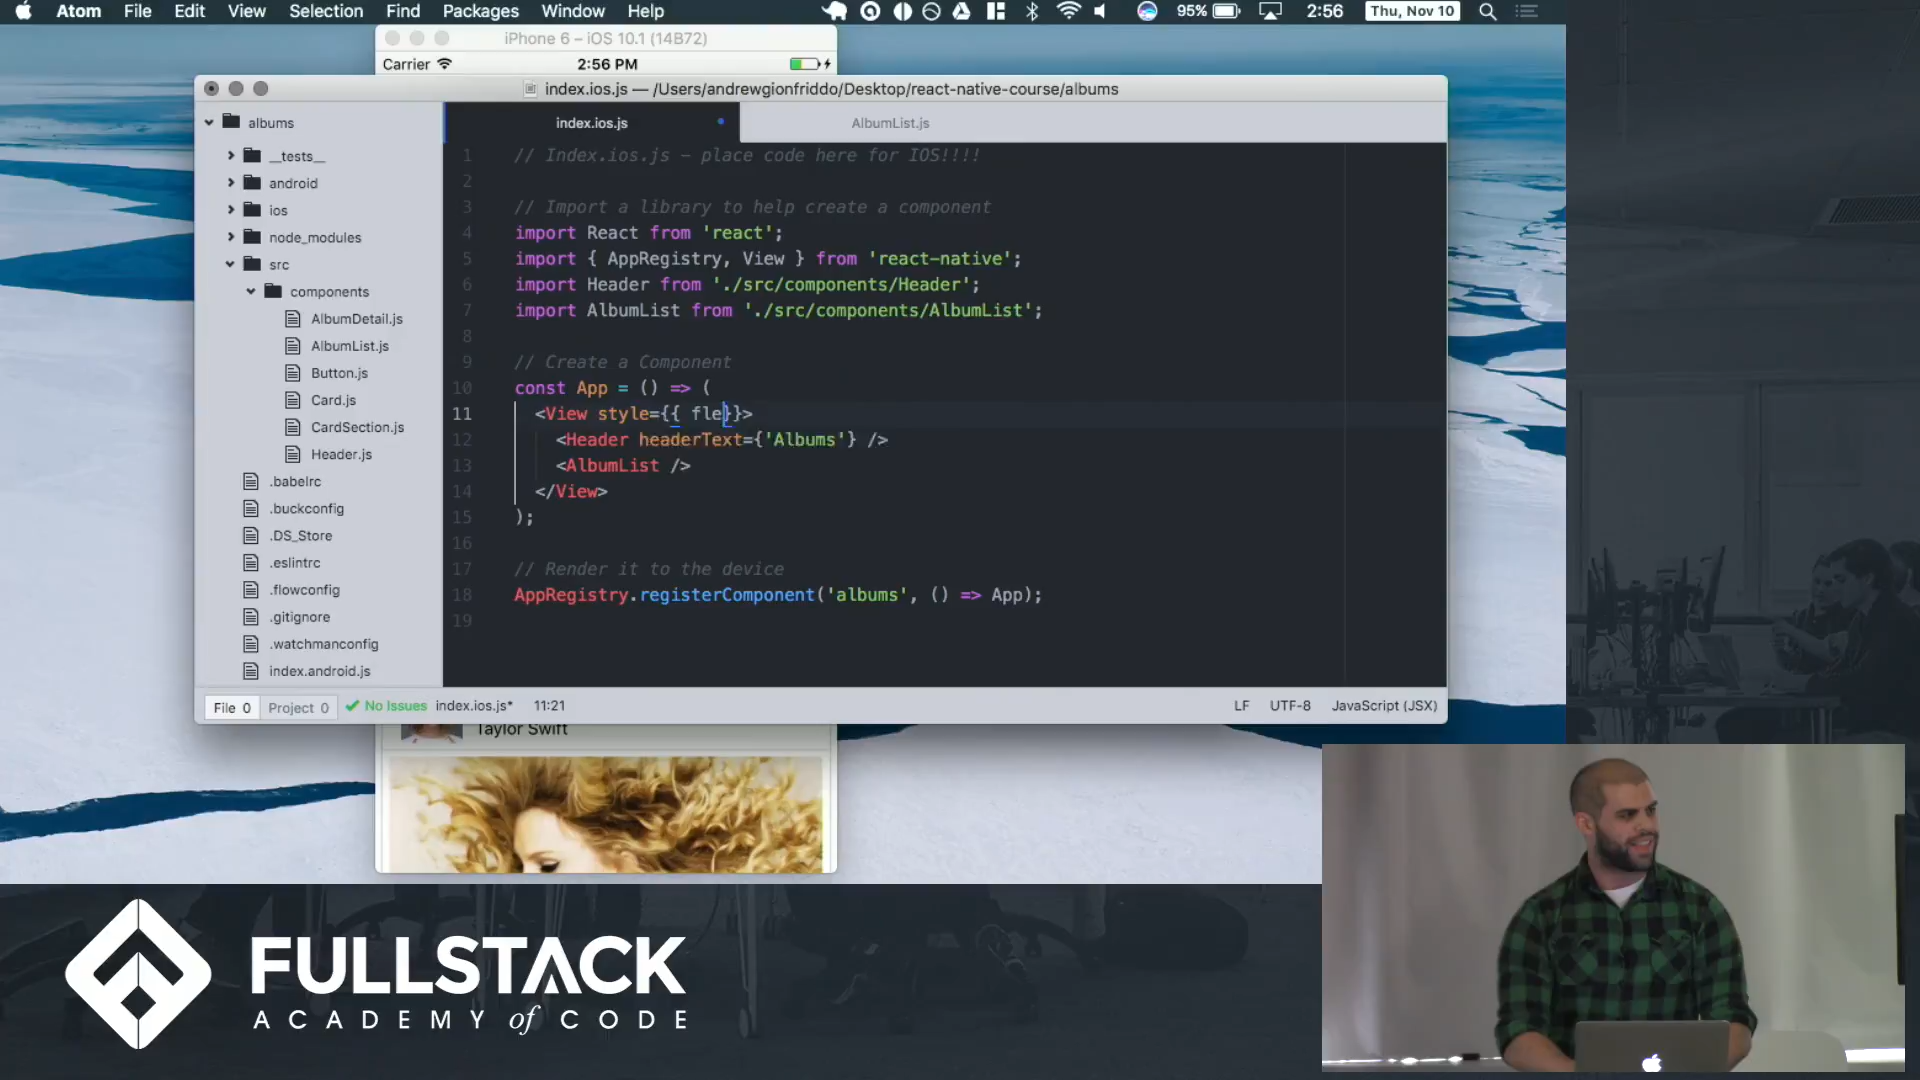 Atom File Edit View Selection Find Packages Window Help 95% 2:56 Thu, Nov 10
iPhone 6 – iOS 10.1 (14B72)
Carrier 2:56 PM
index.ios.js — /Users/andrewgionfriddo/Desktop/react-native-course/albums
albums
__tests__
android
ios
node_modules
src
components
AlbumDetail.js
AlbumList.js
Button.js
Card.js
CardSection.js
Header.js
.babelrc
.buckconfig
.DS_Store
.eslintrc
.flowconfig
.gitignore
.watchmanconfig
index.android.js
index.ios.js AlbumList.js
1 // Index.ios.js – place code here for IOS!!!!
2
3 // Import a library to help create a component
4 import React from 'react';
5 import { AppRegistry, View } from 'react-native';
6 import Header from './src/components/Header';
7 import AlbumList from './src/components/AlbumList';
8
9 // Create a Component
10 const App = () => (
11 <View style={{ fle}}>
12 <Header headerText={'Albums'} />
13 <AlbumList />
14 </View>
15 );
16
17 // Render it to the device
18 AppRegistry.registerComponent('albums', () => App);
19
File 0 Project 0 No Issues index.ios.js* 11:21 LF UTF-8 JavaScript (JSX)
Taylor Swift
FULLSTACK
ACADEMY of CODE